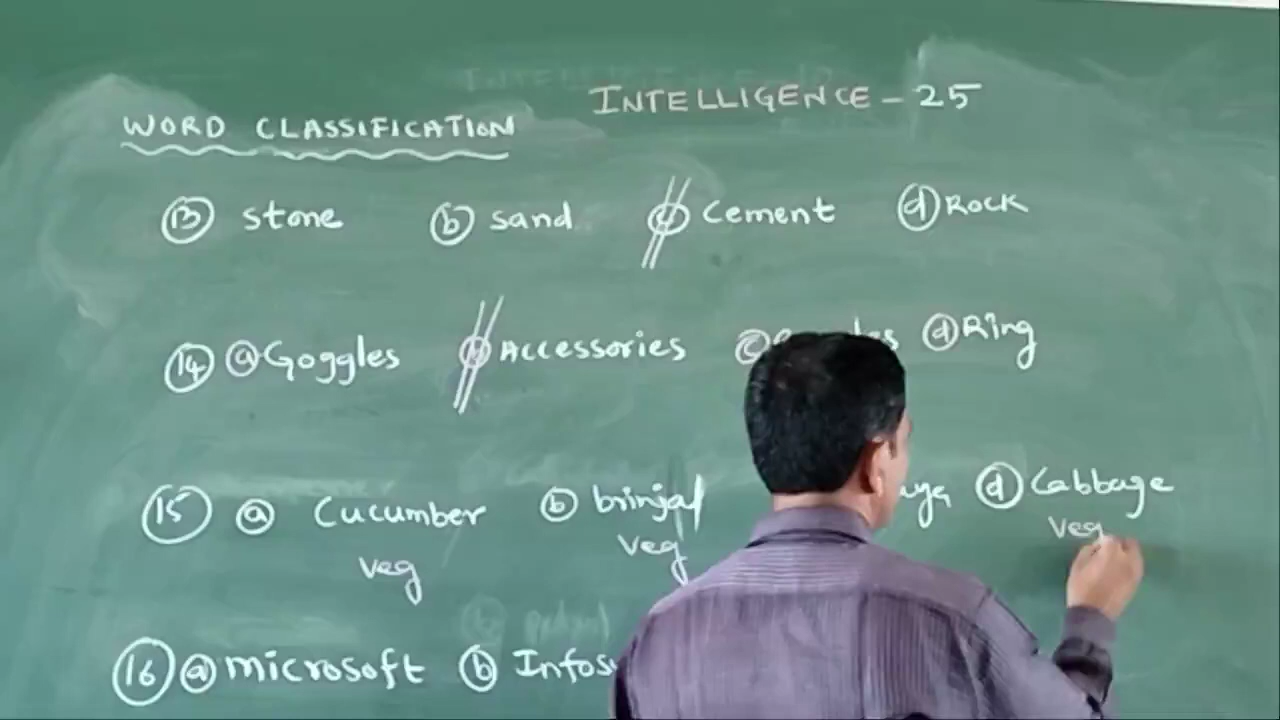 INTELLIGENCE - 25
WORD CLASSIFICATION
13 stone b sand c Cement d Rock
14 a Goggles b Accessories c d Ring
15 a Cucumber b brinjal d Cabbage
veg veg veg
16 a microsoft b